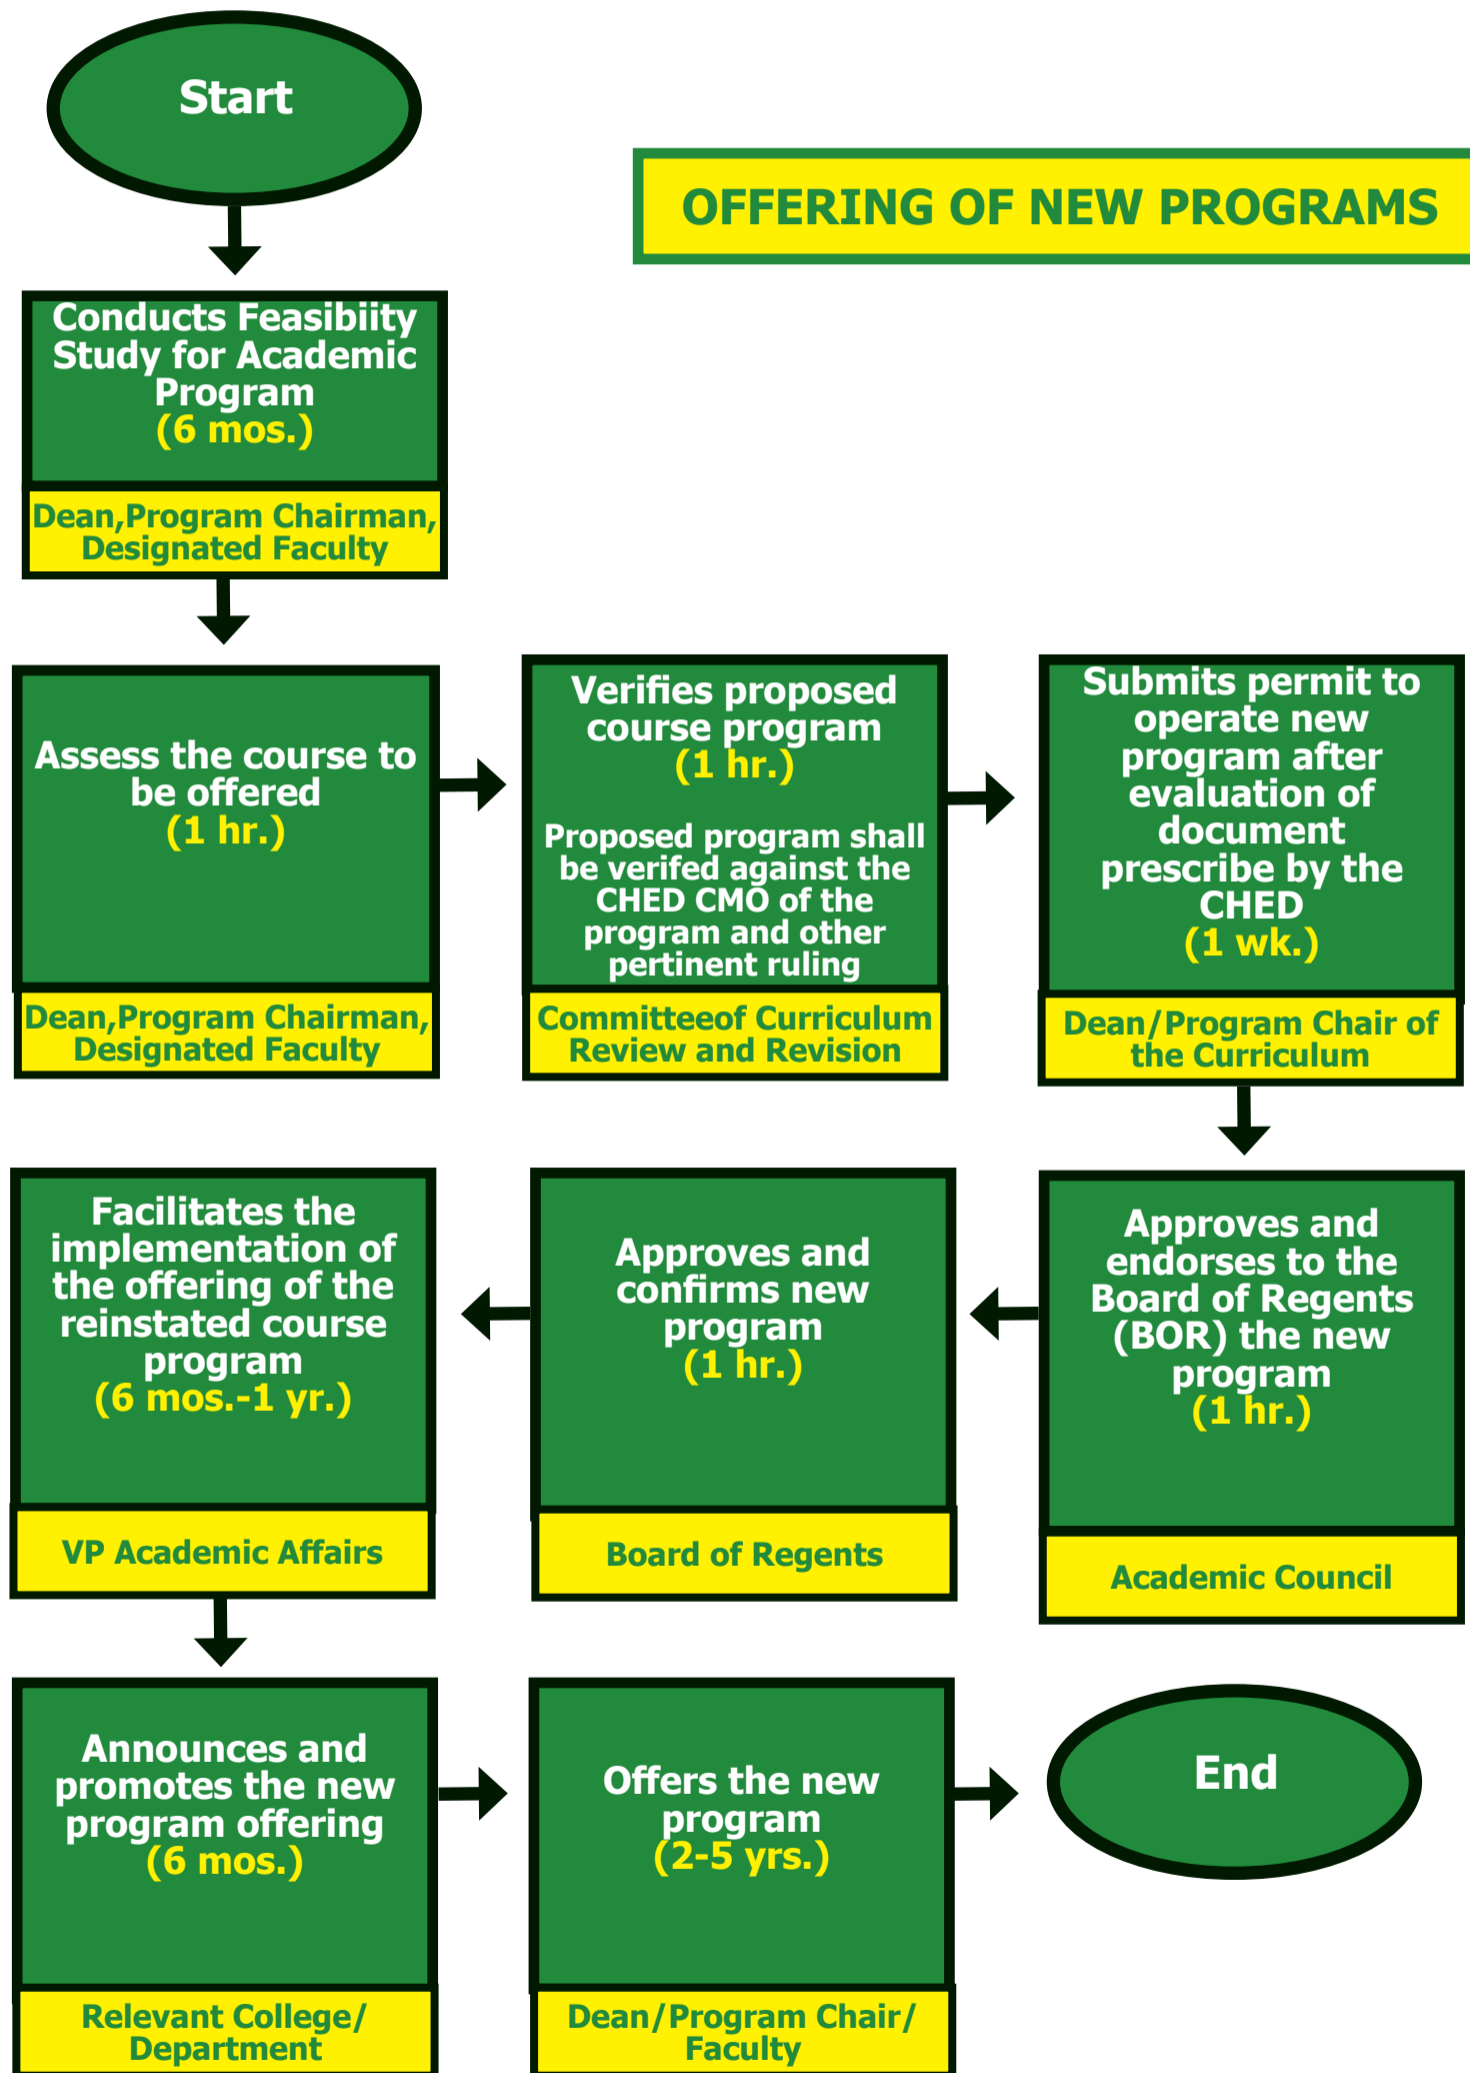 Start
OFFERING OF NEW PROGRAMS
Conducts Feasibiity
Study for Academic
Program
(6 mos.)
Dean,Program Chairman,
Designated Faculty
Assess the course to
be offered
(1 hr.)
Dean,Program Chairman,
Designated Faculty
Verifies proposed
course program
(1 hr.)
Proposed program shall
be verifed against the
CHED CMO of the
program and other
pertinent ruling
Committeeof Curriculum
Review and Revision
Submits permit to
operate new
program after
evaluation of
document
prescribe by the
CHED
(1 wk.)
Dean/Program Chair of
the Curriculum
Approves and
endorses to the
Board of Regents
(BOR) the new
program
(1 hr.)
Academic Council
Approves and
confirms new
program
(1 hr.)
Board of Regents
Facilitates the
implementation of
the offering of the
reinstated course
program
(6 mos.-1 yr.)
VP Academic Affairs
Announces and
promotes the new
program offering
(6 mos.)
Relevant College/
Department
Offers the new
program
(2-5 yrs.)
Dean/Program Chair/
Faculty
End